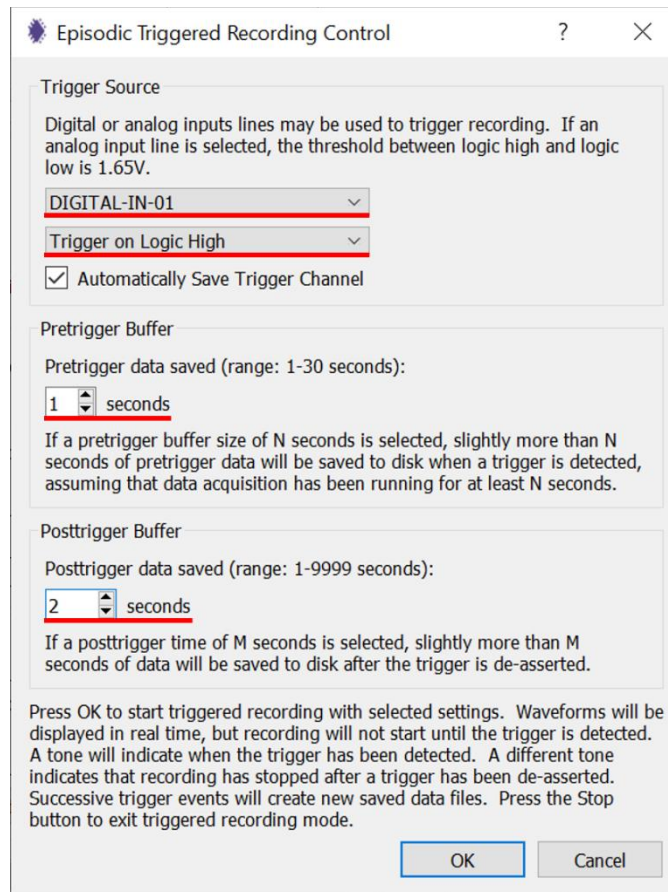 Episodic Triggered Recording Control
Trigger Source
Digital or analog inputs lines may be used to trigger recording. If an
analog input line is selected, the threshold between logic high and logic
low is 1.65V.
DIGITAL-IN-01
Trigger on Logic High
Automatically Save Trigger Channel
Pretrigger Buffer
Pretrigger data saved (range: 1-30 seconds):
1 seconds
If a pretrigger buffer size of N seconds is selected, slightly more than N
seconds of pretrigger data will be saved to disk when a trigger is detected,
assuming that data acquisition has been running for at least N seconds.
Posttrigger Buffer
Posttrigger data saved (range: 1-9999 seconds):
2 seconds
If a posttrigger time of M seconds is selected, slightly more than M
seconds of data will be saved to disk after the trigger is de-asserted.
Press OK to start triggered recording with selected settings. Waveforms will be
displayed in real time, but recording will not start until the trigger is detected.
A tone will indicate when the trigger has been detected. A different tone
indicates that recording has stopped after a trigger has been de-asserted.
Successive trigger events will create new saved data files. Press the Stop
button to exit triggered recording mode.
OK Cancel